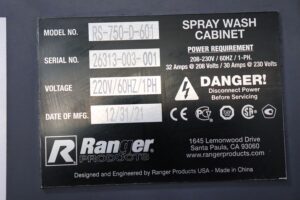 MODEL NO. RS-750-D-601
SERIAL NO. 26313-003-001
VOLTAGE 220V/60HZ/1PH
DATE OF MFG. 12/31/21
SPRAY WASH
CABINET
POWER REQUIREMENT
208-230V / 60HZ / 1-PH.
32 Amps @ 208 Volts / 30 Amps @ 230 Volts
DANGER!
Disconnect Power
Before Servicing
CE
R Ranger
PRODUCTS
1645 Lemonwood Drive
Santa Paula, CA 93060
www.rangerproducts.com
Designed and Engineered by Ranger Products USA - Made in China